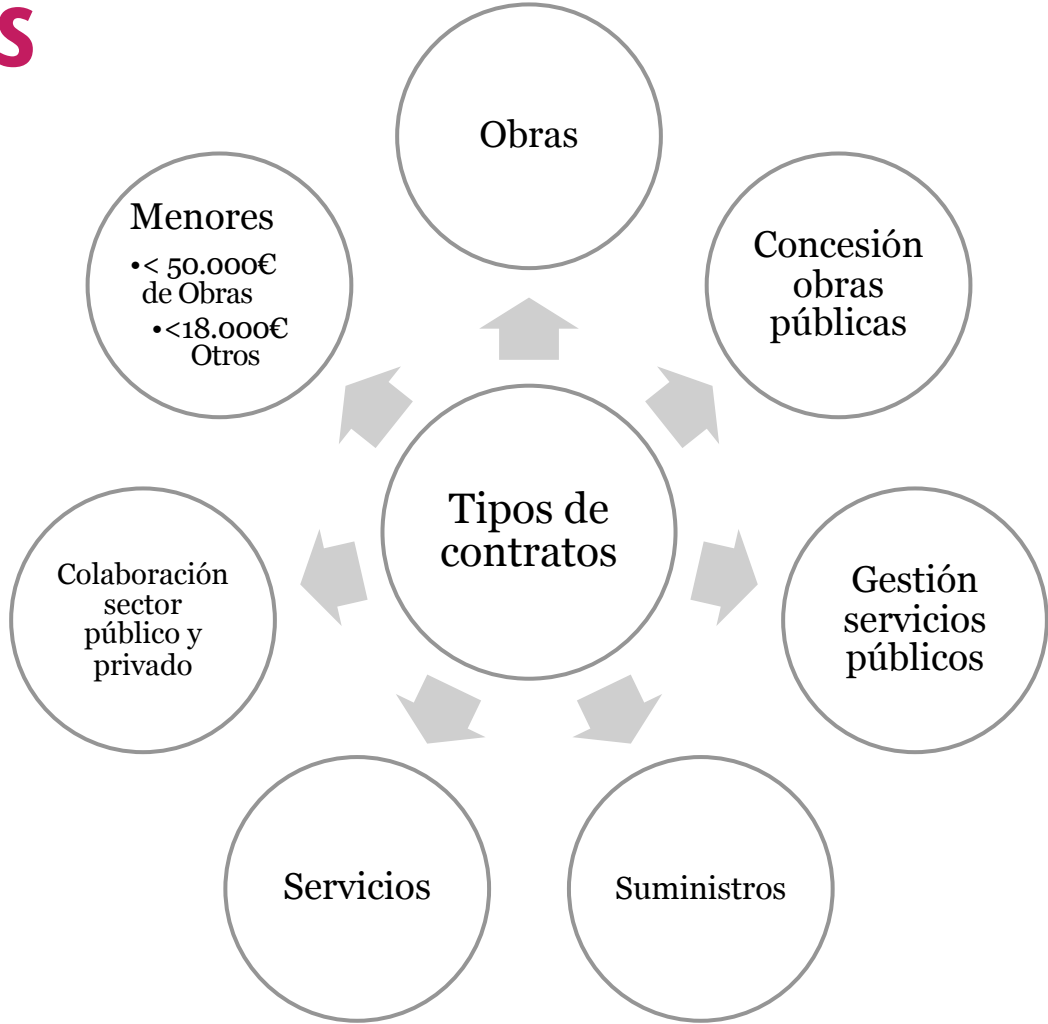 s
Obras
Concesión
obras
públicas
Gestión
servicios
públicos
Suministros
Servicios
Colaboración
sector
público y
privado
Menores
•< 50.000€
de Obras
•<18.000€
Otros
Tipos de
contratos